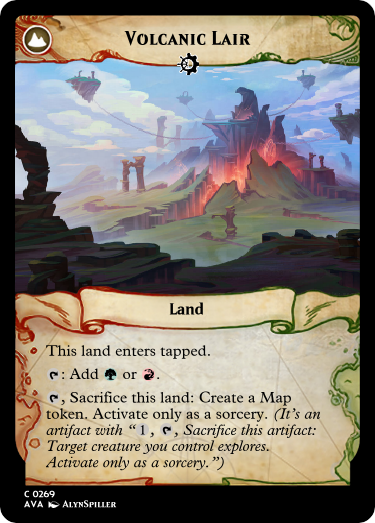 Volcanic Lair
Land
This land enters tapped.
: Add or .
, Sacrifice this land: Create a Map
token. Activate only as a sorcery. (It's an
artifact with "1, , Sacrifice this artifact:
Target creature you control explores.
Activate only as a sorcery.")
C 0269
AVA AlynSpiller